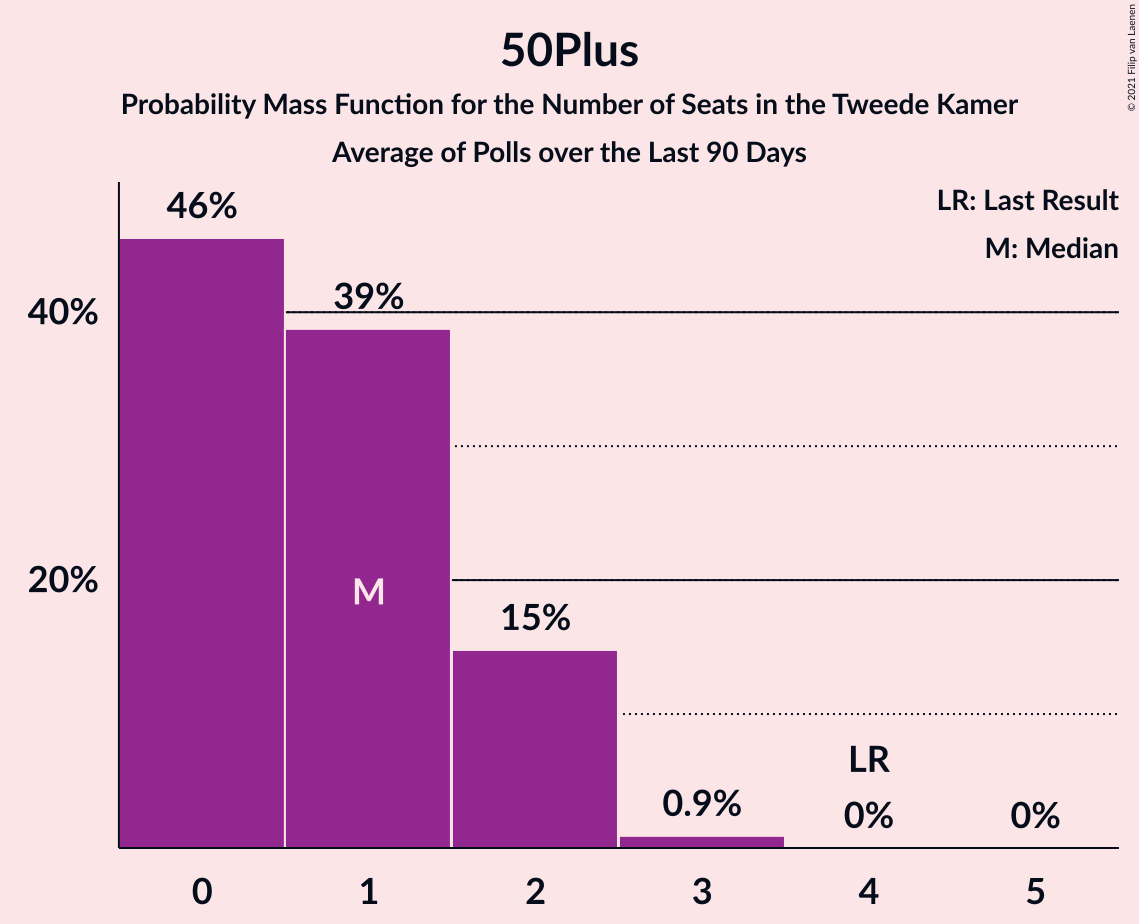 50Plus
Probability Mass Function for the Number of Seats in the Tweede Kamer
Average of Polls over the Last 90 Days
© 2021 Filip van Laenen
LR: Last Result
M: Median
46%
39%
40%
M
20%
15%
LR
0.9%
0%
0%
0 1 2 3 4 5